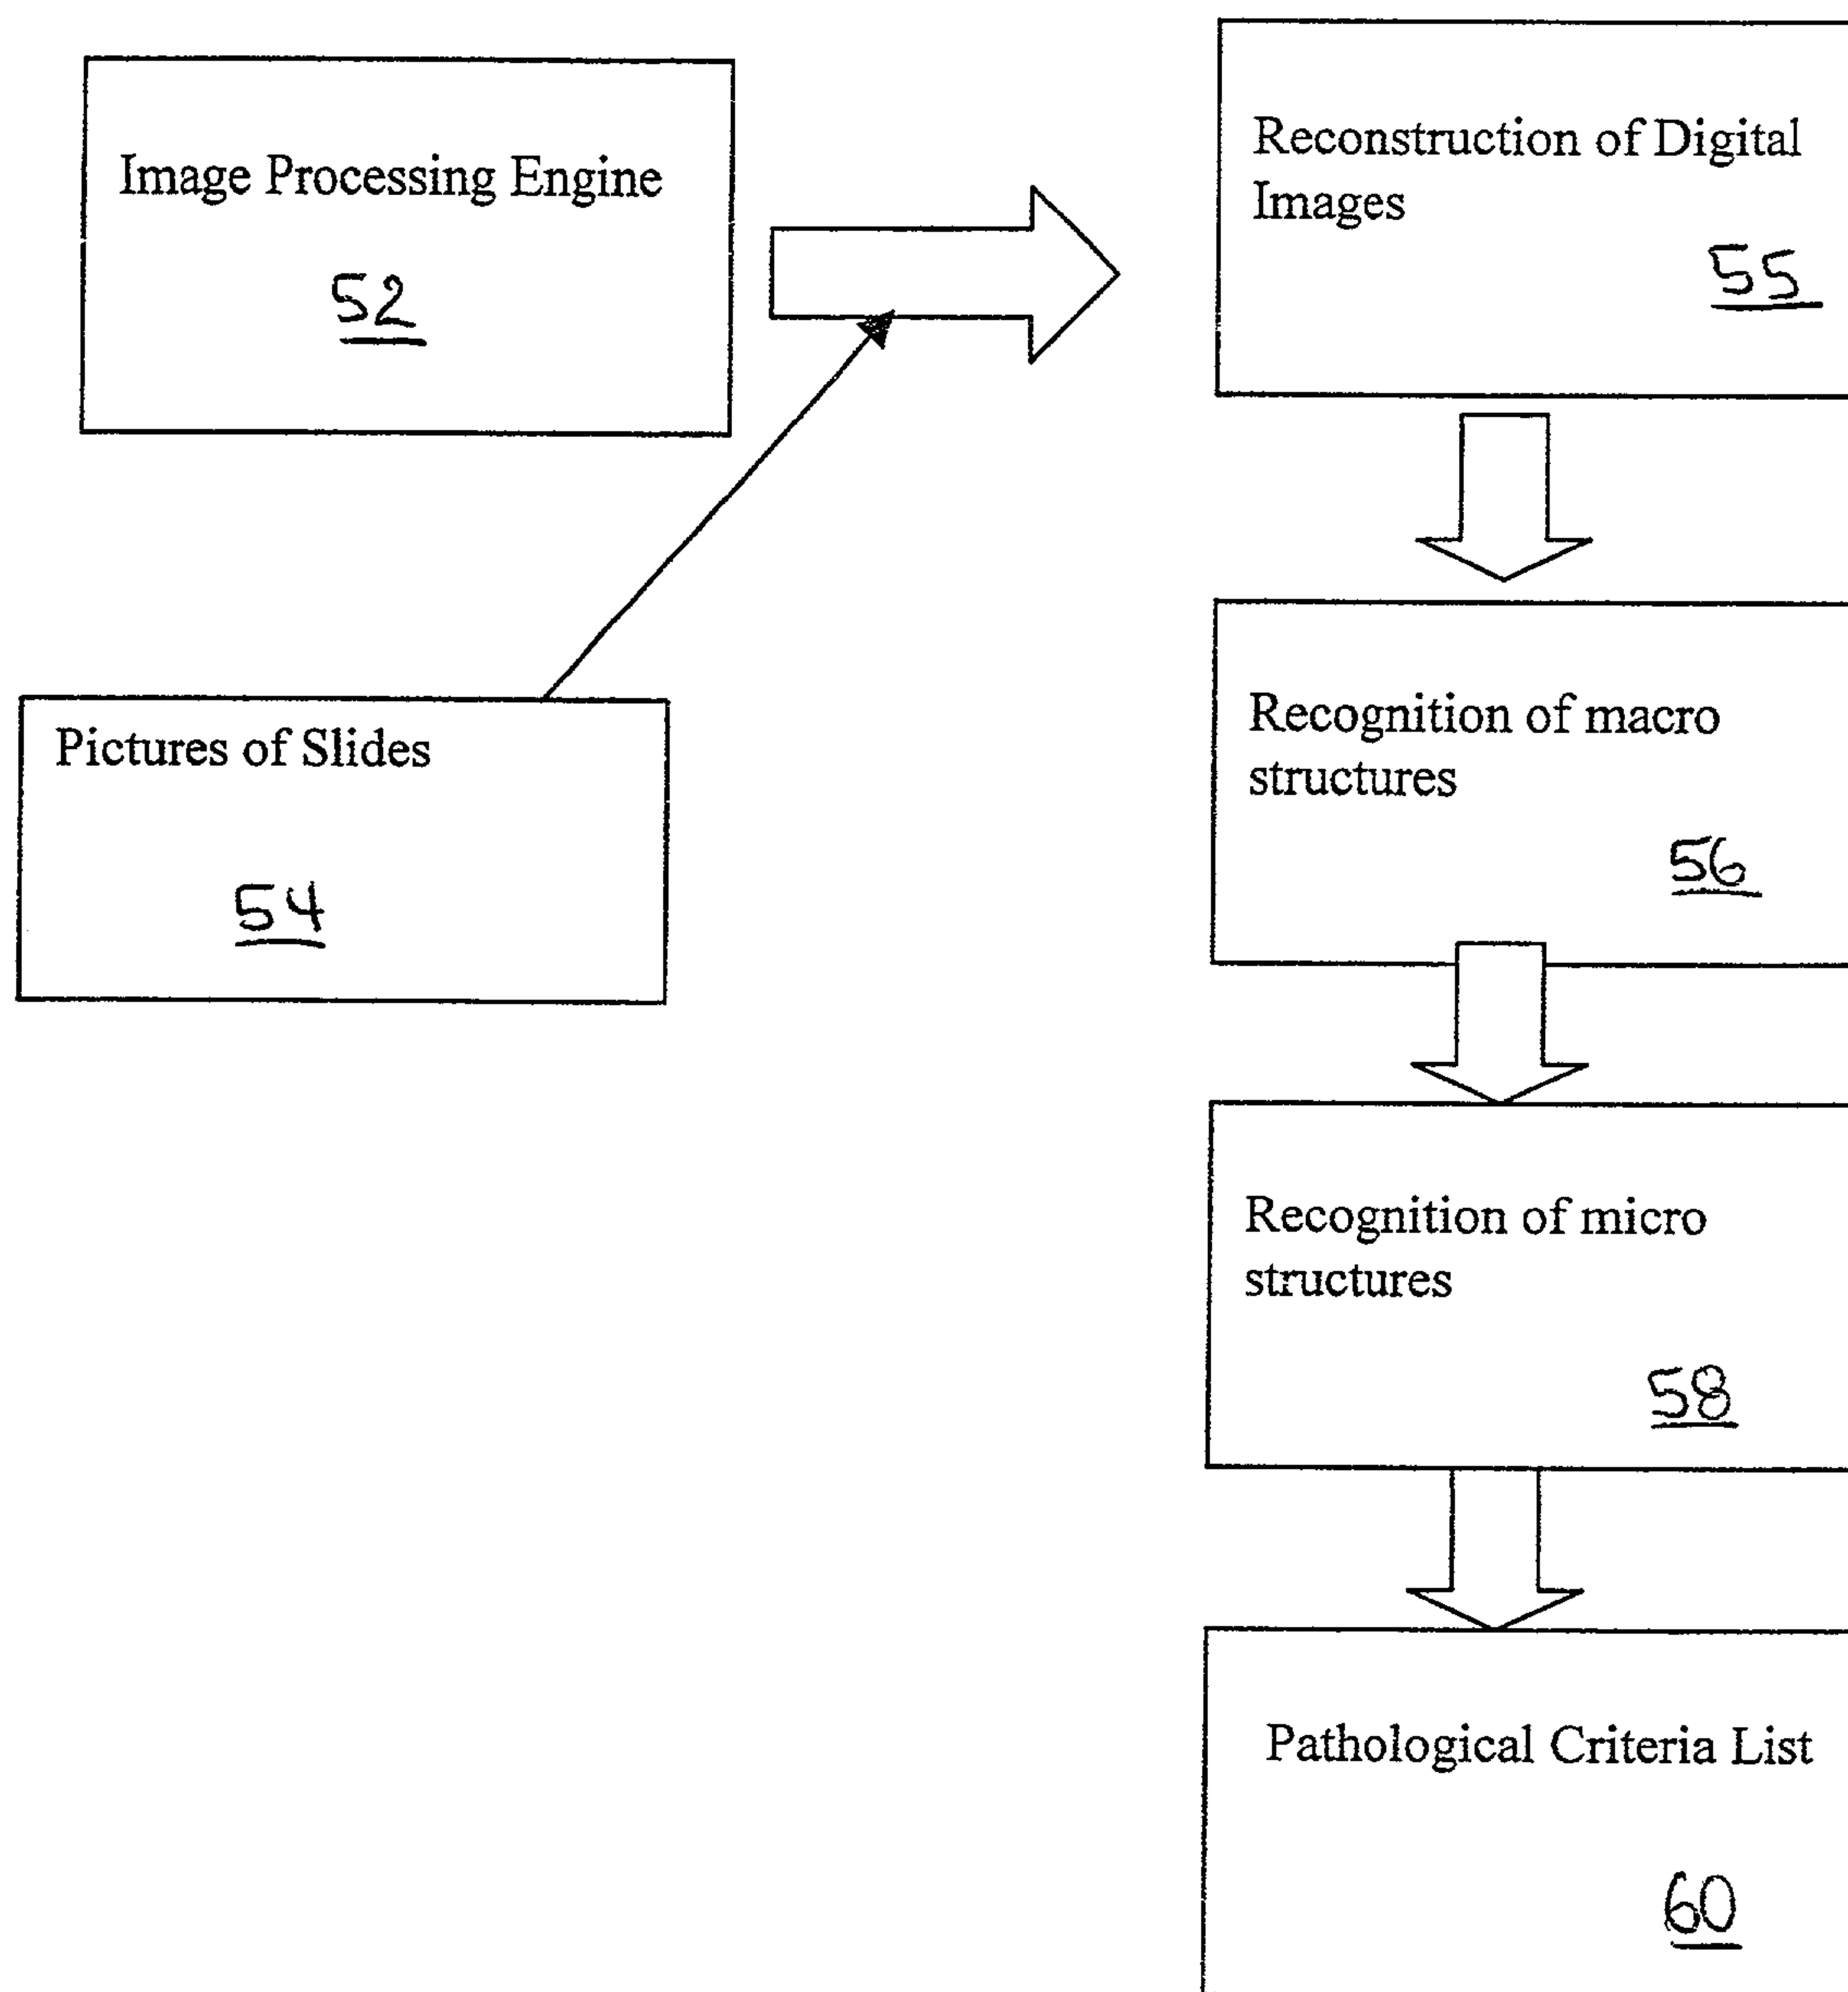 Image Processing Engine
52
Pictures of Slides
54
Reconstruction of Digital
Images
55
Recognition of macro
structures
56
Recognition of micro
structures
58
Pathological Criteria List
60